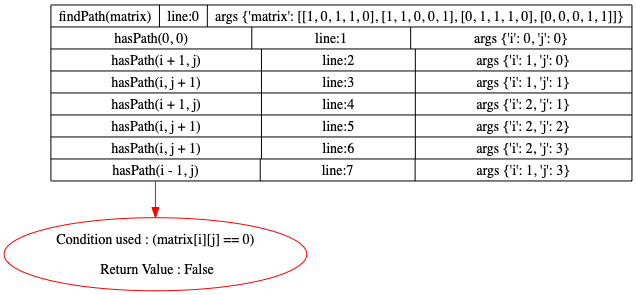 findPath(matrix) line:0 args {'matrix': [[1, 0, 1, 1, 0], [1, 1, 0, 0, 1], [0, 1, 1, 1, 0], [0, 0, 0, 1, 1]]}
hasPath(0, 0) line:1 args {'i': 0, 'j': 0}
hasPath(i + 1, j) line:2 args {'i': 1, 'j': 0}
hasPath(i, j + 1) line:3 args {'i': 1, 'j': 1}
hasPath(i + 1, j) line:4 args {'i': 2, 'j': 1}
hasPath(i, j + 1) line:5 args {'i': 2, 'j': 2}
hasPath(i, j + 1) line:6 args {'i': 2, 'j': 3}
hasPath(i - 1, j) line:7 args {'i': 1, 'j': 3}
Condition used : (matrix[i][j] == 0)
Return Value : False